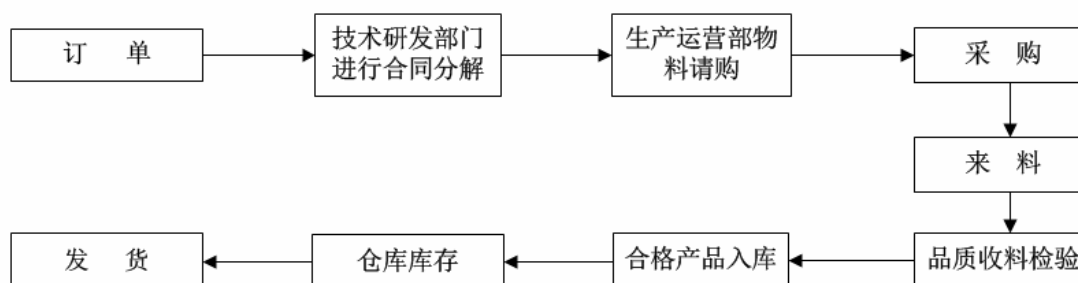 订 单
技术研发部门
进行合同分解
生产运营部物
料请购
采 购
来 料
品质收料检验
合格产品入库
仓库库存
发 货